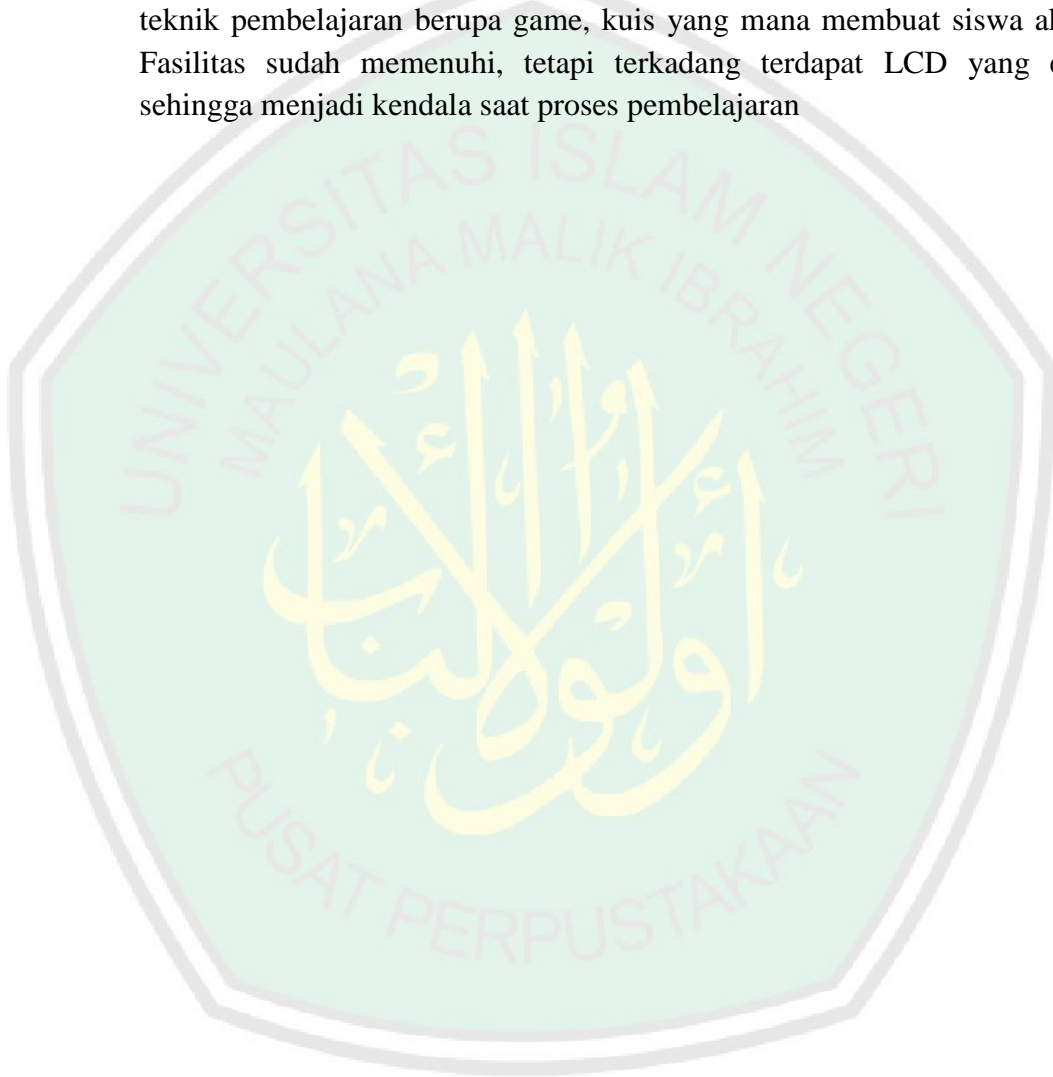 teknik pembelajaran berupa game, kuis yang mana membuat siswa
Fasilitas sudah memenuhi, tetapi terkadang terdapat LCD yang
sehingga menjadi kendala saat proses pembelajaran
UNIVERSITAS ISLAM NEGERI
MAULANA MALIK IBRAHIM
أولوا الألباب
PUSAT PERPUSTAKAAN